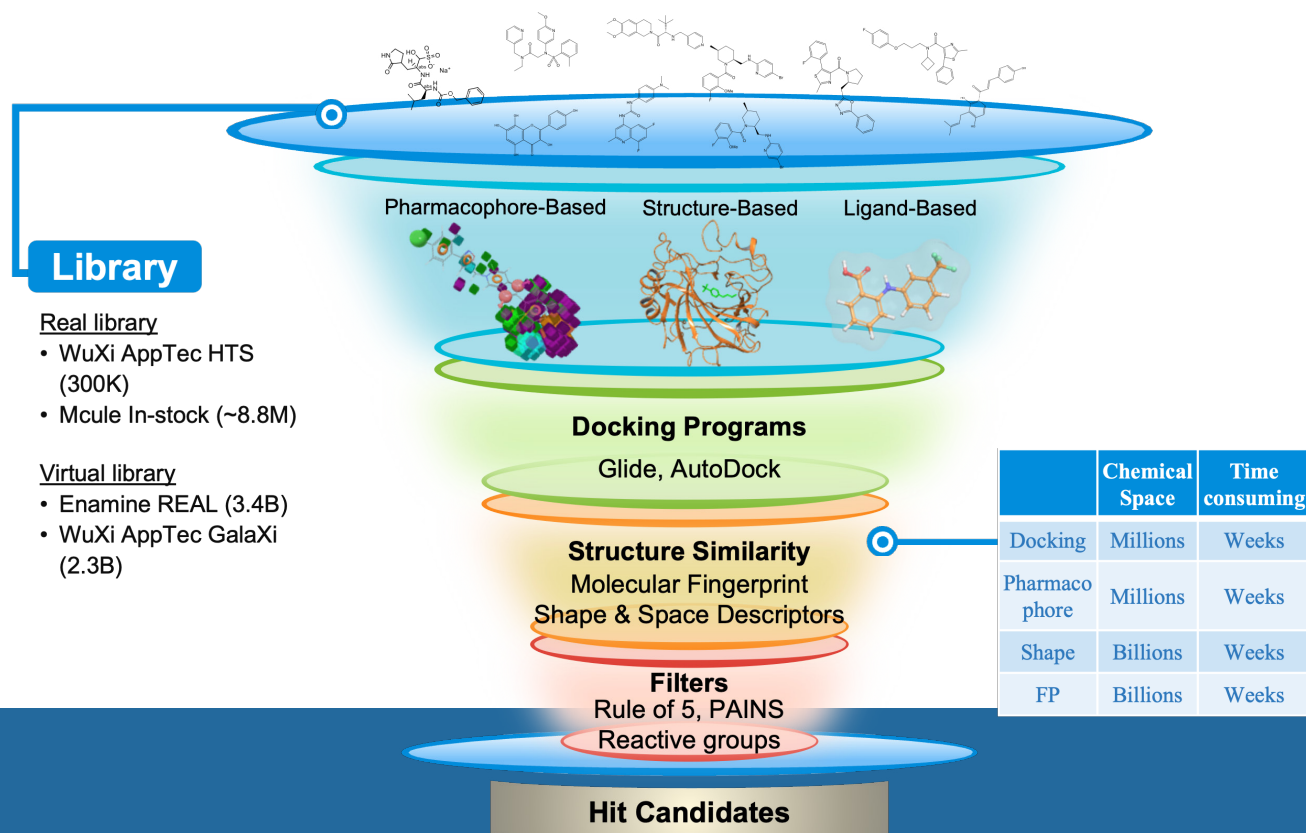 Pharmacophore-Based
Structure-Based
Ligand-Based
Library
Real library
• WuXi AppTec HTS
(300K)
• Mcule In-stock (~8.8M)
Virtual library
• Enamine REAL (3.4B)
• WuXi AppTec GalaXi
(2.3B)
Docking Programs
Glide, AutoDock
Structure Similarity
Molecular Fingerprint
Shape & Space Descriptors
Filters
Rule of 5, PAINS
Reactive groups
Hit Candidates
Chemical Space
Time consuming
Docking Millions Weeks
Pharmaco
phore Millions Weeks
Shape Billions Weeks
FP Billions Weeks